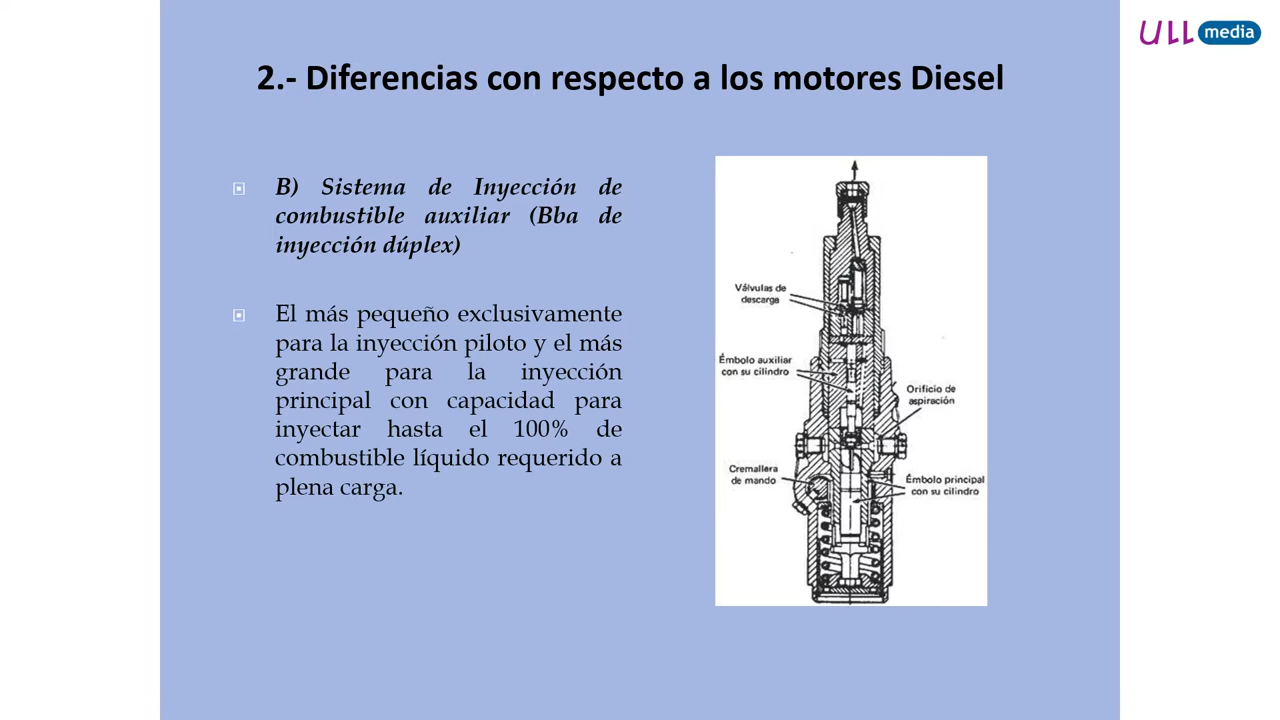 ULL media
2.- Diferencias con respecto a los motores Diesel
B) Sistema de Inyección de
combustible auxiliar (Bba de
inyección dúplex)
El más pequeño exclusivamente
para la inyección piloto y el más
grande para la inyección
principal con capacidad para
inyectar hasta el 100% de
combustible líquido requerido a
plena carga.
Válvulas de
descarga
Émbolo auxiliar
con su cilindro
Orificio de
aspiración
Cremallera
de mando
Émbolo principal
con su cilindro